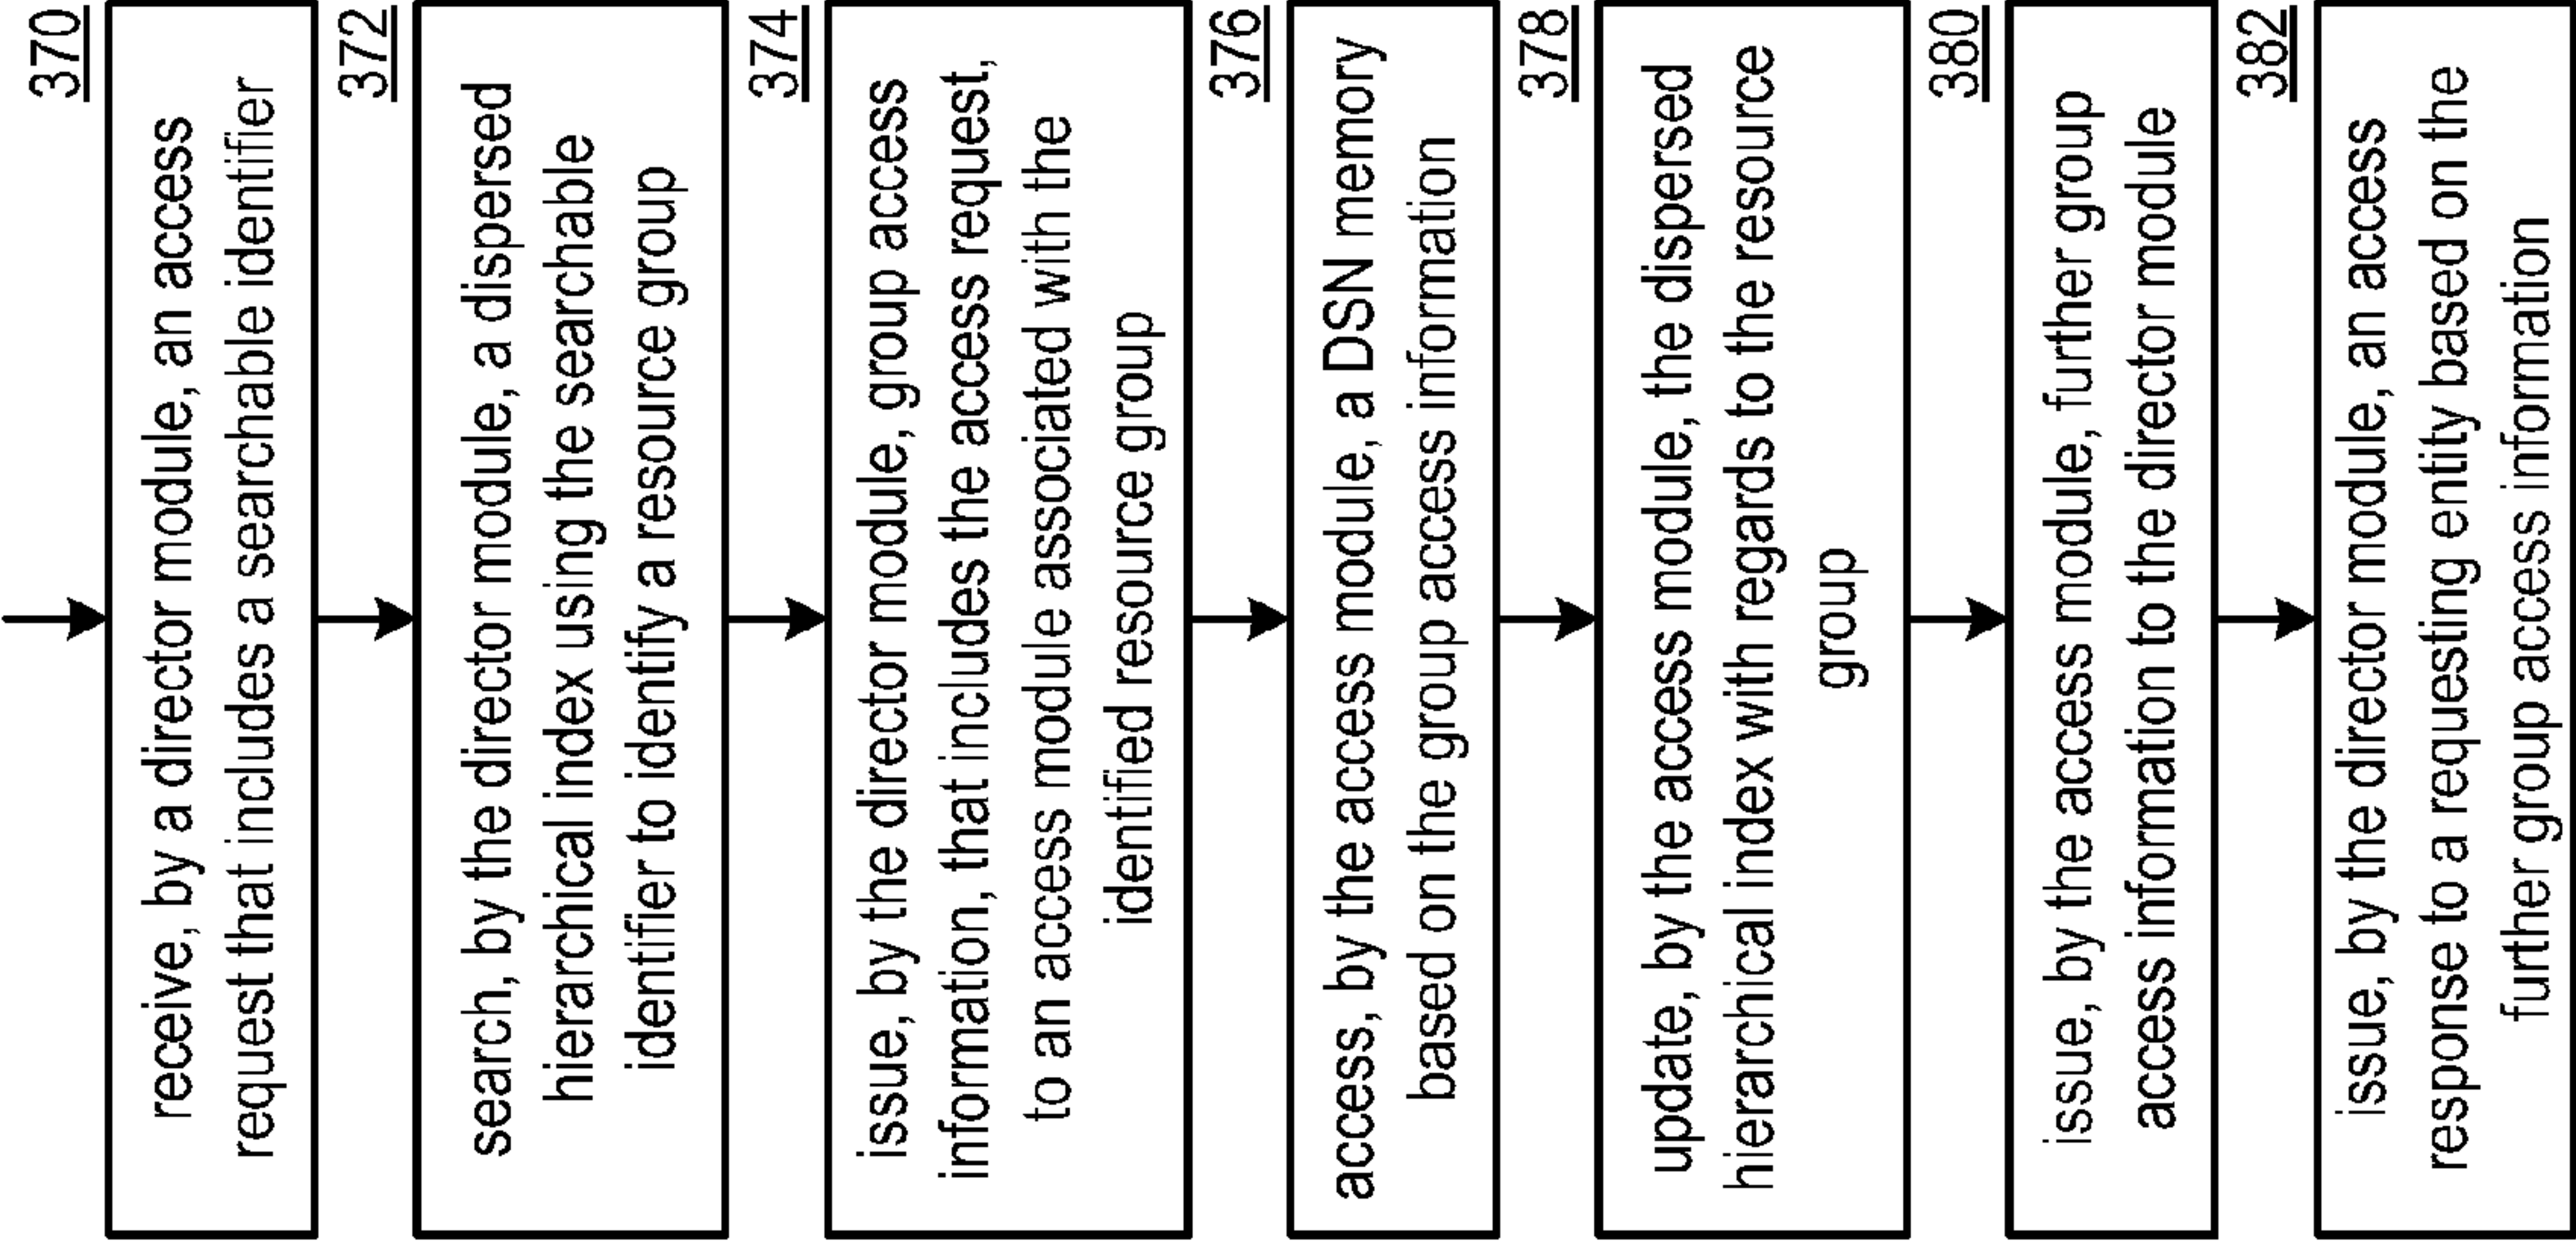 370
receive, by a director module, an access
request that includes a searchable identifier
372
search, by the director module, a dispersed
hierarchical index using the searchable
identifier to identify a resource group
374
issue, by the director module, group access
information, that includes the access request,
to an access module associated with the
identified resource group
376
access, by the access module, a DSN memory
based on the group access information
378
update, by the access module, the dispersed
hierarchical index with regards to the resource
group
380
issue, by the access module, further group
access information to the director module
382
issue, by the director module, an access
response to a requesting entity based on the
further group access information